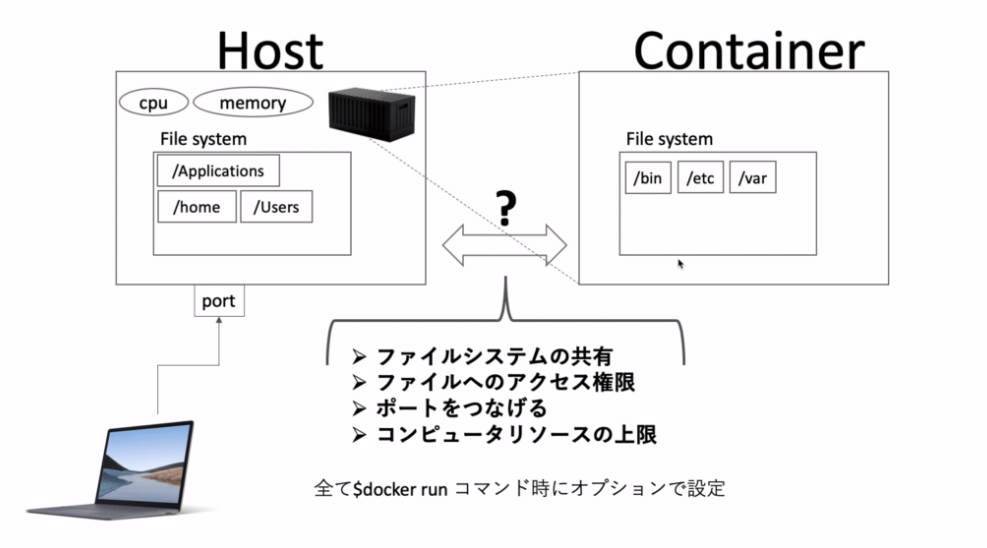 Host
Container
cpu
memory
File system
/Applications
/home
/Users
port
File system
/bin
/etc
/var
?
➢ ファイルシステムの共有
➢ ファイルへのアクセス権限
➢ ポートをつなげる
➢ コンピュータリソースの上限
全て$docker run コマンド時にオプションで設定